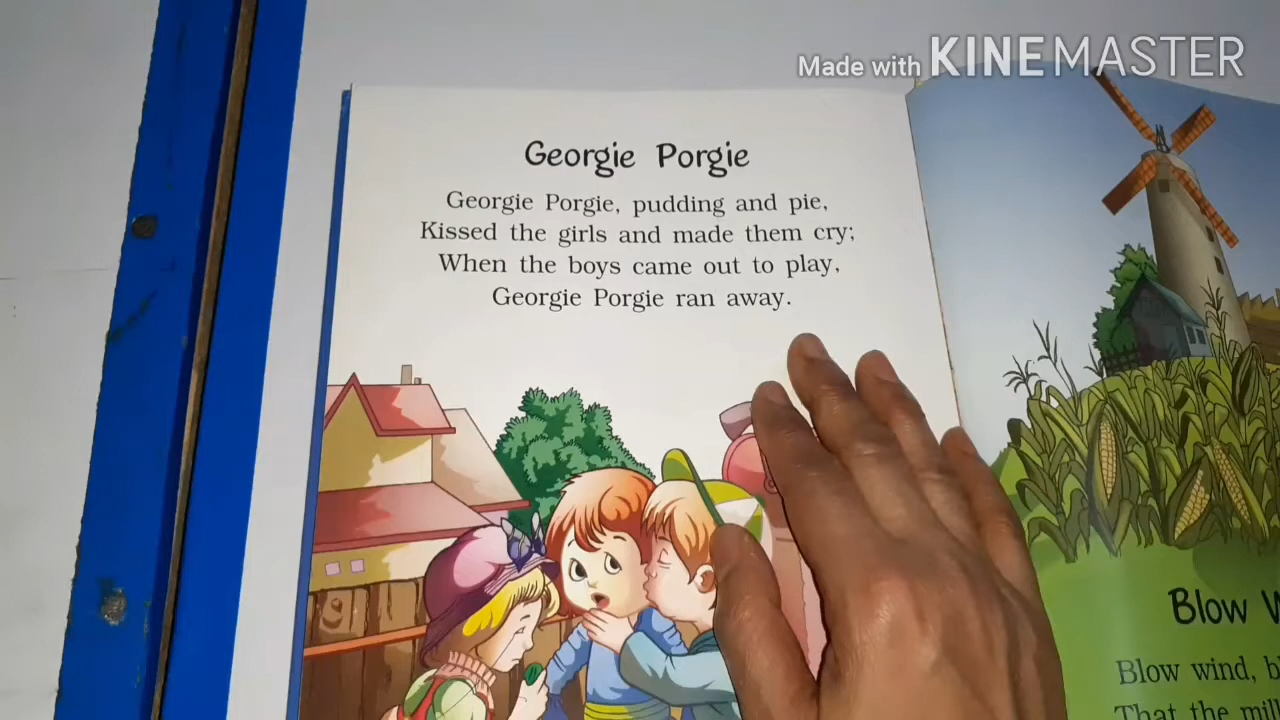 Made with KINEMASTER
Georgie Porgie
Georgie Porgie, pudding and pie,
Kissed the girls and made them cry;
When the boys came out to play,
Georgie Porgie ran away.
Blow
Blow wind,
That the mill